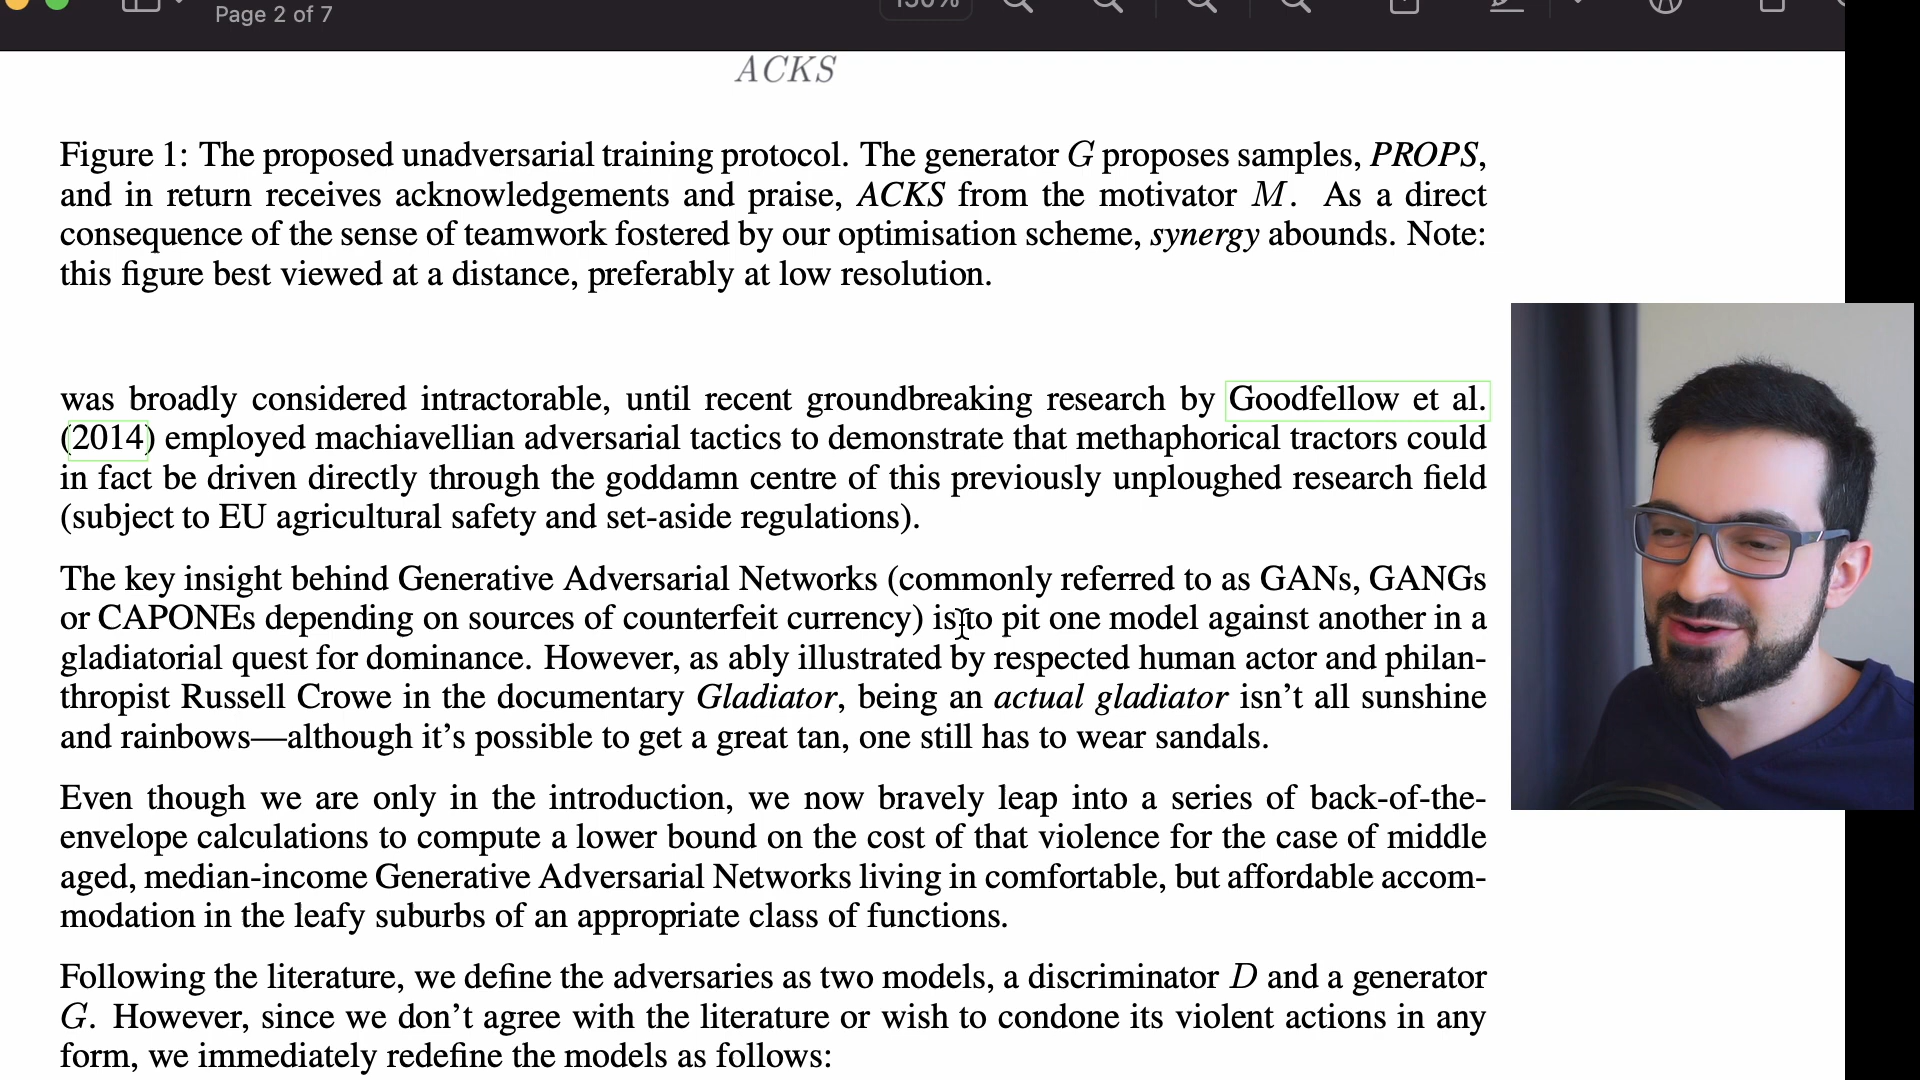 Page 2 of 7
150%
ACKS
Figure 1: The proposed unadversarial training protocol. The generator G proposes samples, PROPS,
and in return receives acknowledgements and praise, ACKS from the motivator M. As a direct
consequence of the sense of teamwork fostered by our optimisation scheme, synergy abounds. Note:
this figure best viewed at a distance, preferably at low resolution.
was broadly considered intractorable, until recent groundbreaking research by Goodfellow et al.
(2014) employed machiavellian adversarial tactics to demonstrate that methaphorical tractors could
in fact be driven directly through the goddamn centre of this previously unploughed research field
(subject to EU agricultural safety and set-aside regulations).
The key insight behind Generative Adversarial Networks (commonly referred to as GANs, GANGs
or CAPONEs depending on sources of counterfeit currency) is to pit one model against another in a
gladiatorial quest for dominance. However, as ably illustrated by respected human actor and philan-
thropist Russell Crowe in the documentary Gladiator, being an actual gladiator isn't all sunshine
and rainbows—although it's possible to get a great tan, one still has to wear sandals.
Even though we are only in the introduction, we now bravely leap into a series of back-of-the-
envelope calculations to compute a lower bound on the cost of that violence for the case of middle
aged, median-income Generative Adversarial Networks living in comfortable, but affordable accom-
modation in the leafy suburbs of an appropriate class of functions.
Following the literature, we define the adversaries as two models, a discriminator D and a generator
G. However, since we don't agree with the literature or wish to condone its violent actions in any
form, we immediately redefine the models as follows: